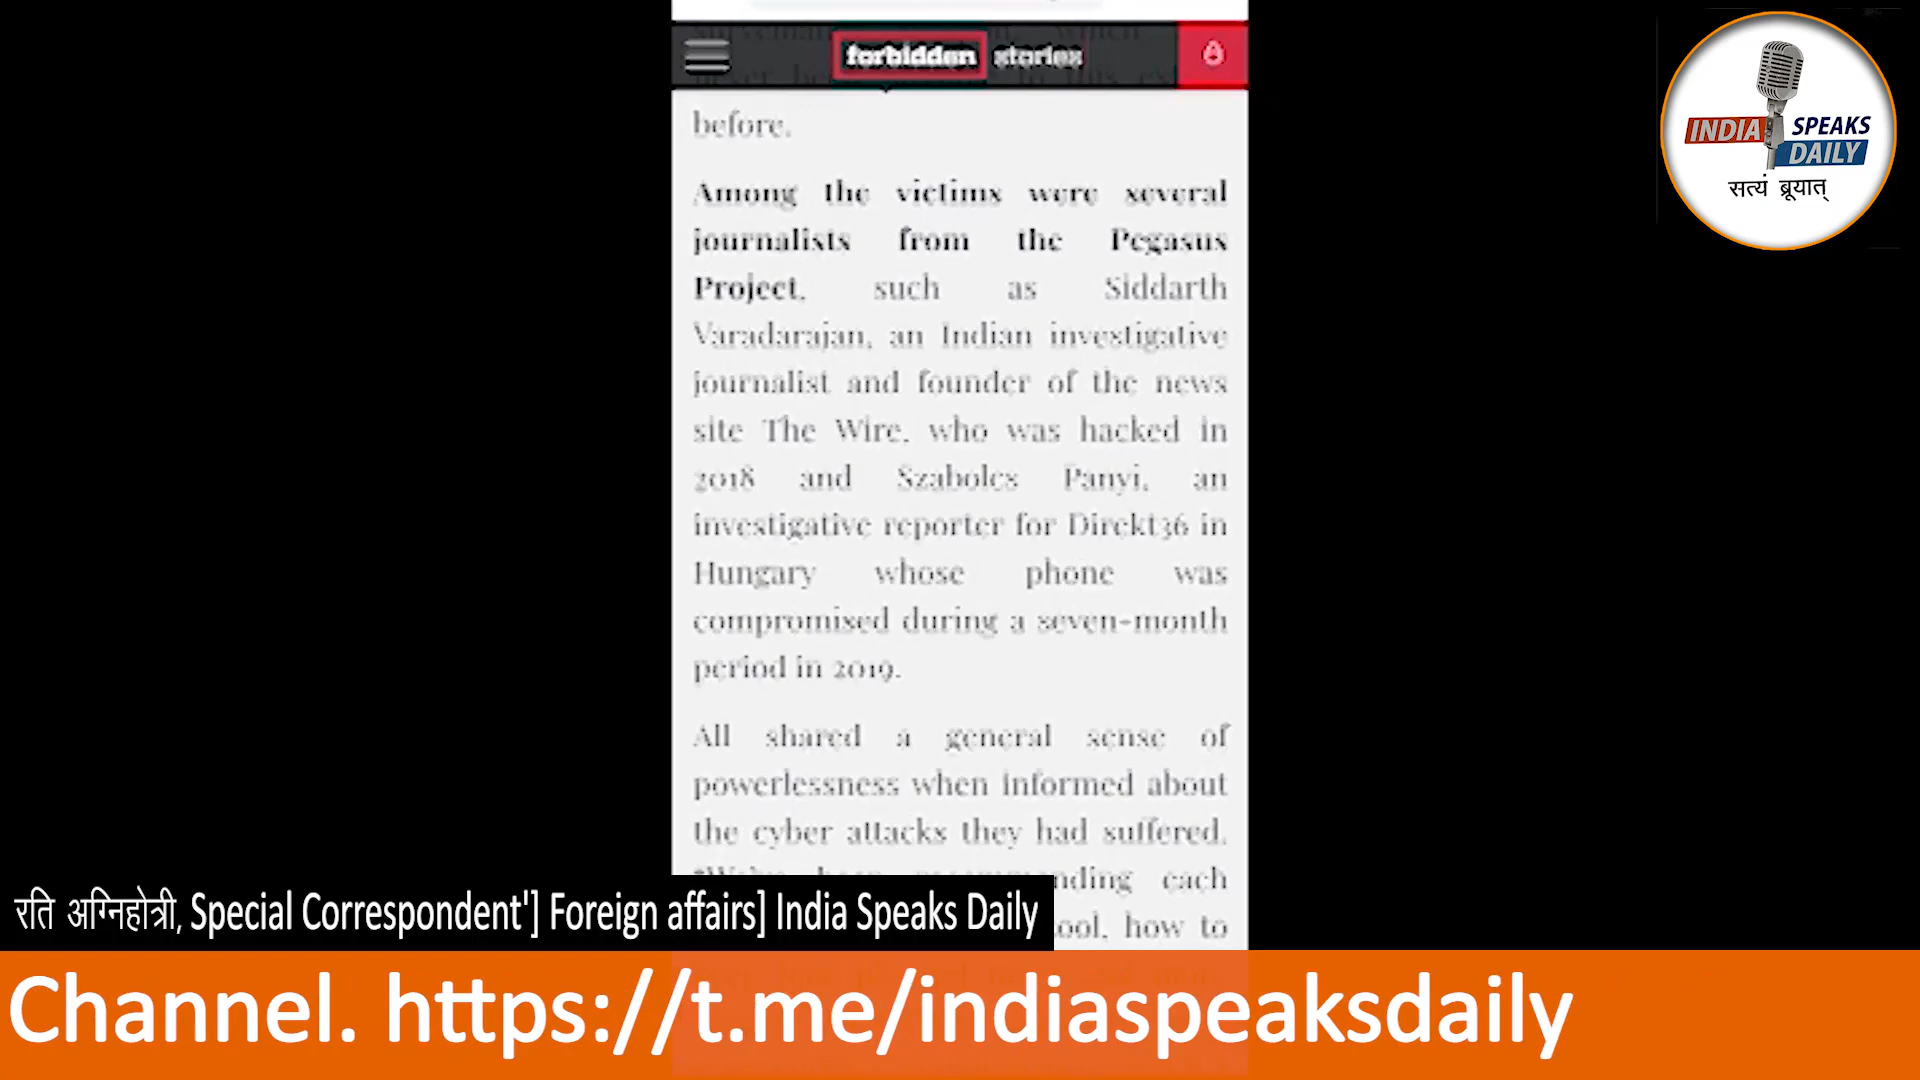 forbidden stories
before.
Among the victims were several
journalists from the Pegasus
Project, such as Siddarth
Varadarajan, an Indian investigative
journalist and founder of the news
site The Wire, who was hacked in
2018 and Szabolcs Panyi, an
investigative reporter for Direkt36 in
Hungary whose phone was
compromised during a seven-month
period in 2019.
All shared a general sense of
powerlessness when informed about
the cyber attacks they had suffered.
each
how to
INDIA SPEAKS
DAILY
सत्यं ब्रूयात्
रति अग्निहोत्री, Special Correspondent'] Foreign affairs] India Speaks Daily
Channel. https://t.me/indiaspeaksdaily